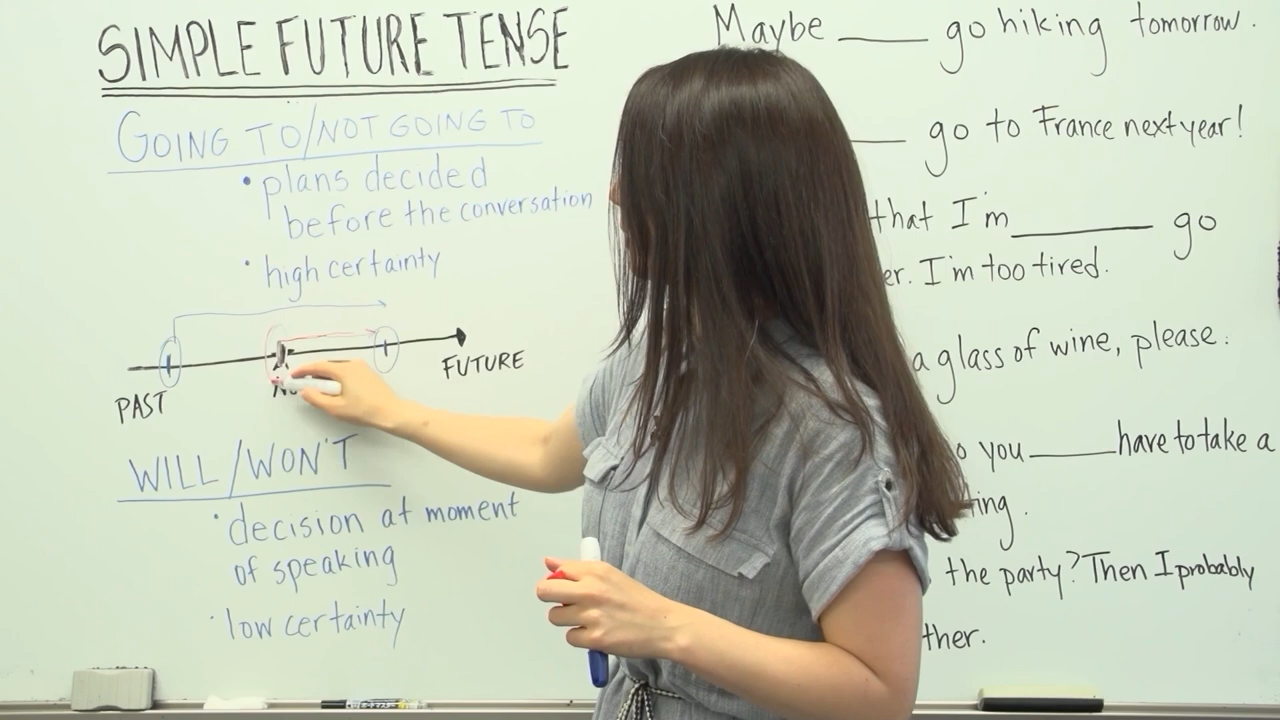 SIMPLE FUTURE TENSE
GOING TO/NOT GOING TO
• plans decided
before the conversation
• high certainty
PAST
FUTURE
WILL/WON'T
• decision at moment
of speaking
• low certainty
Maybe ____ go hiking tomorrow.
____ go to France next year!
that I'm ____ go
er. I'm too tired.
a glass of wine, please.
o you ____ have to take a
ing.
the party? Then I probably
ther.